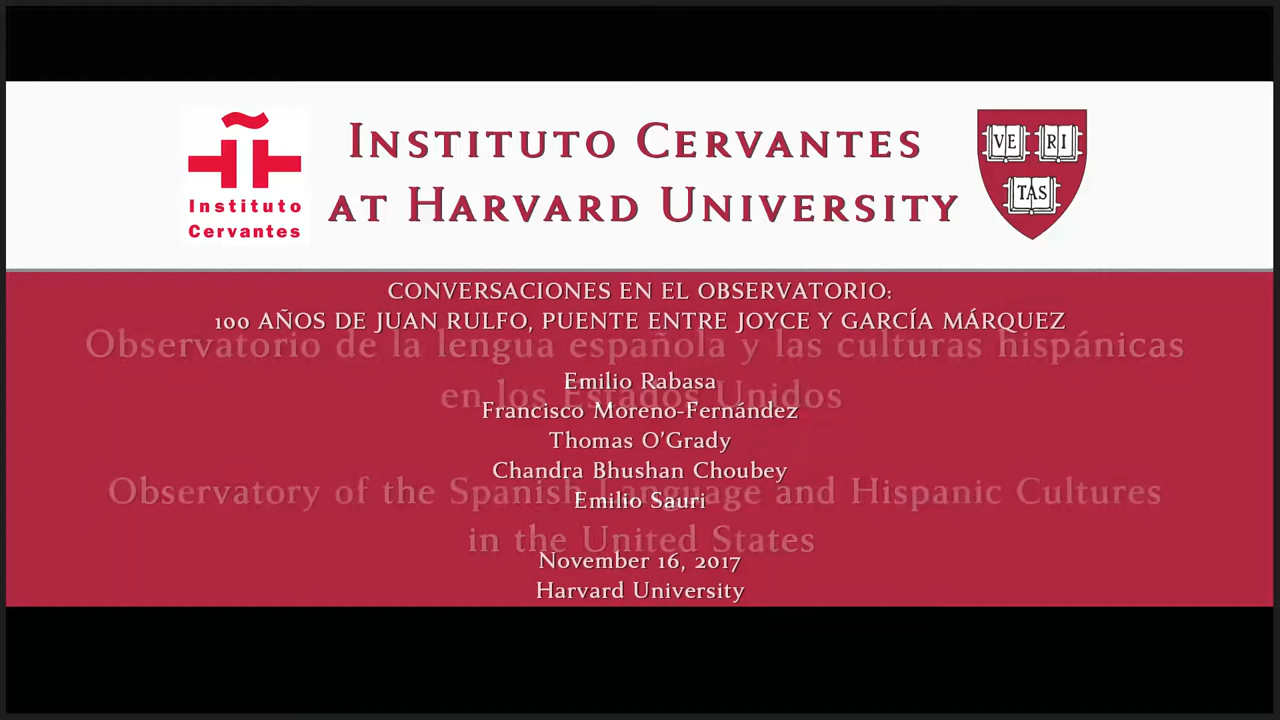 Instituto
Cervantes
INSTITUTO CERVANTES
AT HARVARD UNIVERSITY
VE RI
TAS
CONVERSACIONES EN EL OBSERVATORIO:
100 AÑOS DE JUAN RULFO, PUENTE ENTRE JOYCE Y GARCÍA MÁRQUEZ
Observatorio de la lengua española y las culturas hispánicas
en los Estados Unidos
Emilio Rabasa
Francisco Moreno-Fernández
Thomas O'Grady
Chandra Bhushan Choubey
Emilio Sauri
Observatory of the Spanish Language and Hispanic Cultures
in the United States
November 16, 2017
Harvard University